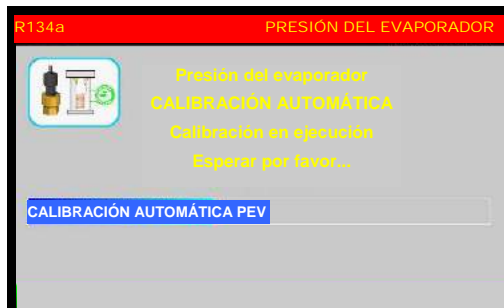 R134a PRESIÓN DEL EVAPORADOR
Presión del evaporador
CALIBRACIÓN AUTOMÁTICA
Calibración en ejecución
Esperar por favor...
CALIBRACIÓN AUTOMÁTICA PEV